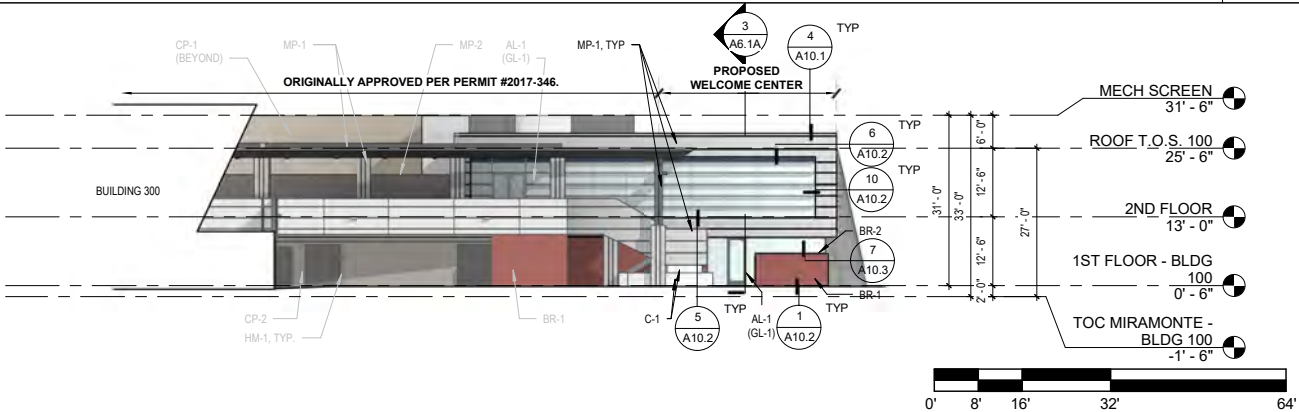 3
A6.1A
4
A10.1
TYP
CP-1
(BEYOND)
MP-1
MP-2
AL-1
(GL-1)
MP-1, TYP
ORIGINALLY APPROVED PER PERMIT #2017-346.
PROPOSED
WELCOME CENTER
MECH SCREEN
31' - 6"
6
A10.2
TYP
ROOF T.O.S. 100
25' - 6"
10
A10.2
TYP
BUILDING 300
31' - 0"
33' - 0"
6' - 0"
12' - 6"
12' - 6"
2' - 0"
27' - 0"
2ND FLOOR
13' - 0"
BR-2
7
A10.3
1ST FLOOR - BLDG
100
0' - 6"
BR-1
CP-2
HM-1, TYP.
BR-1
C-1
5
A10.2
TYP
AL-1
(GL-1)
1
A10.2
TYP
TOC MIRAMONTE -
BLDG 100
-1' - 6"
0' 8' 16' 32' 64'